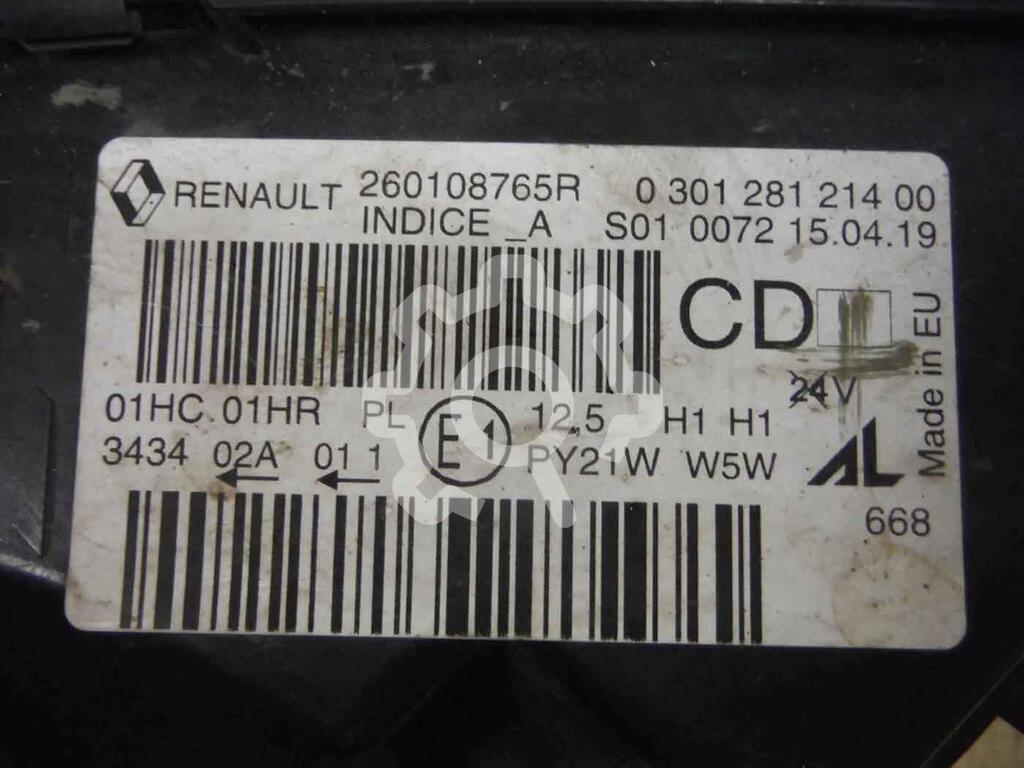 RENAULT 260108765R 0 301 281 214 00
INDICE _A S01 0072 15.04.19
CD
24V
Made in EU
01HC 01HR PL E1 12,5 H1 H1
3434 02A 01 1 PY21W W5W AL
668